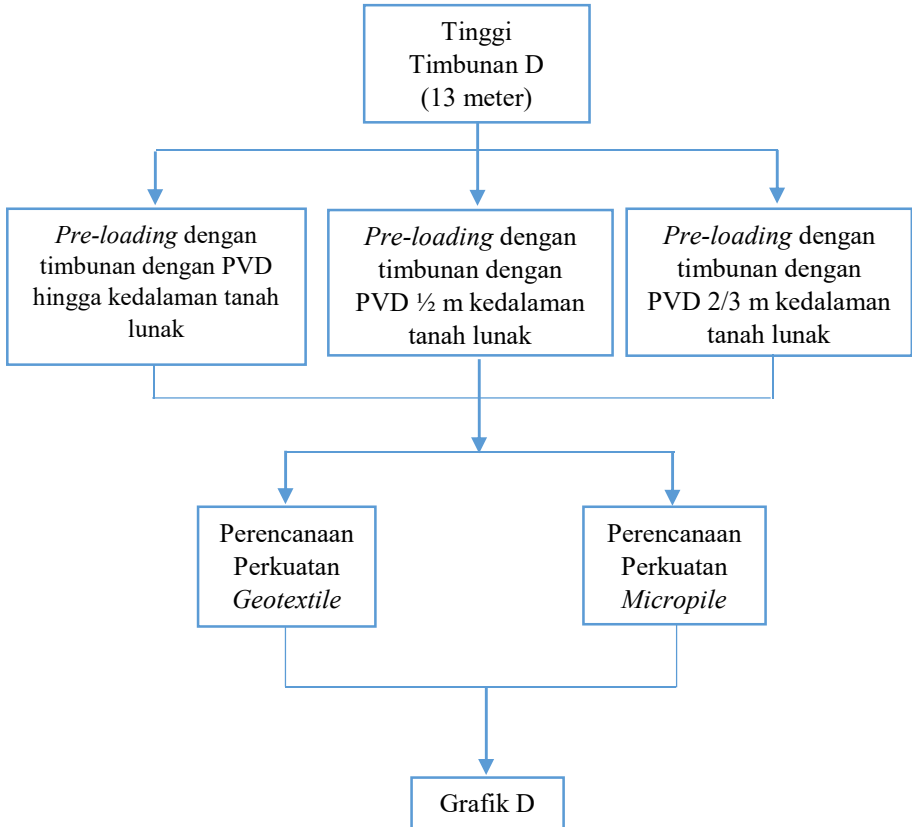 Tinggi
Timbunan D
(13 meter)
Pre-loading dengan
timbunan dengan PVD
hingga kedalaman tanah
lunak
Pre-loading dengan
timbunan dengan
PVD ½ m kedalaman
tanah lunak
Pre-loading dengan
timbunan dengan
PVD 2/3 m kedalaman
tanah lunak
Perencanaan
Perkuatan
Geotextile
Perencanaan
Perkuatan
Micropile
Grafik D